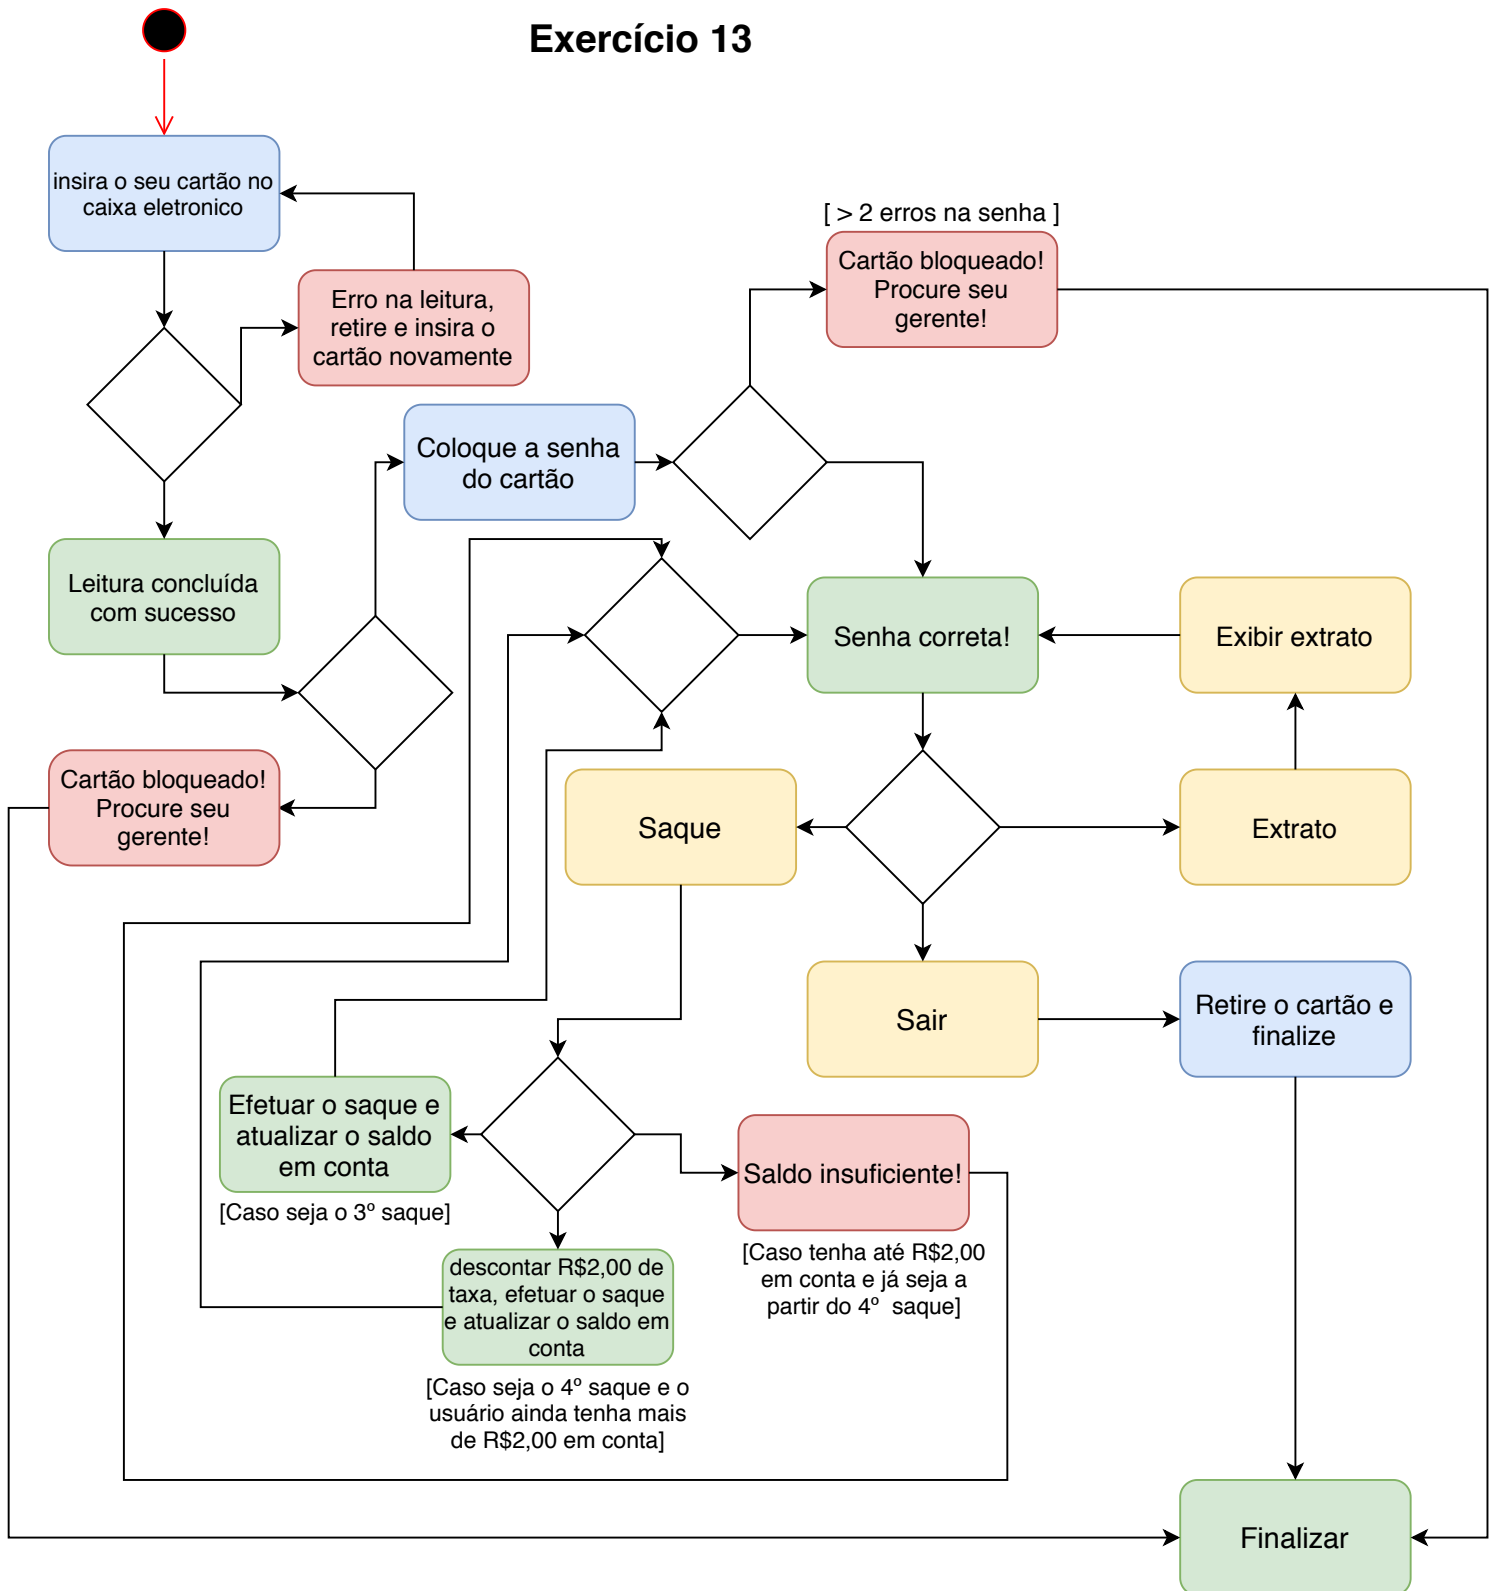 Exercício 13
insira o seu cartão no
caixa eletronico
[ > 2 erros na senha ]
Cartão bloqueado!
Procure seu
gerente!
Erro na leitura,
retire e insira o
cartão novamente
Coloque a senha
do cartão
Leitura concluída
com sucesso
Senha correta!
Exibir extrato
Cartão bloqueado!
Procure seu
gerente!
Saque
Extrato
Sair
Retire o cartão e
finalize
Efetuar o saque e
atualizar o saldo
em conta
[Caso seja o 3º saque]
Saldo insuficiente!
[Caso tenha até R$2,00
em conta e já seja a
partir do 4º  saque]
descontar R$2,00 de
taxa, efetuar o saque
e atualizar o saldo em
conta
[Caso seja o 4º saque e o
usuário ainda tenha mais
de R$2,00 em conta]
Finalizar